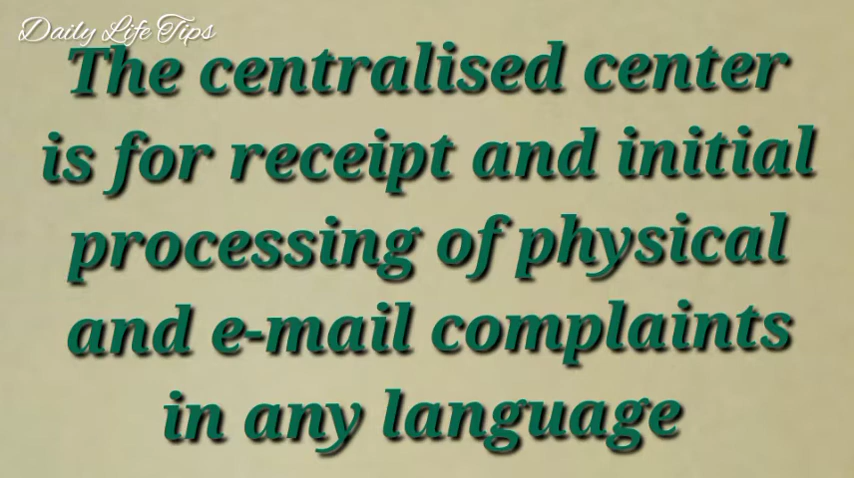 Daily Life Tips
The centralised center
is for receipt and initial
processing of physical
and e-mail complaints
in any language